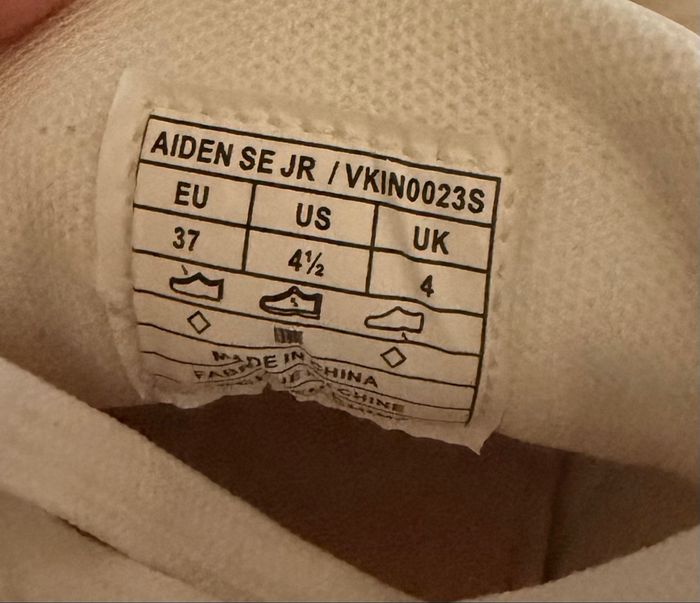 AIDEN SE JR / VKIN0023S
EU US UK
37 4½ 4
MADE IN CHINA